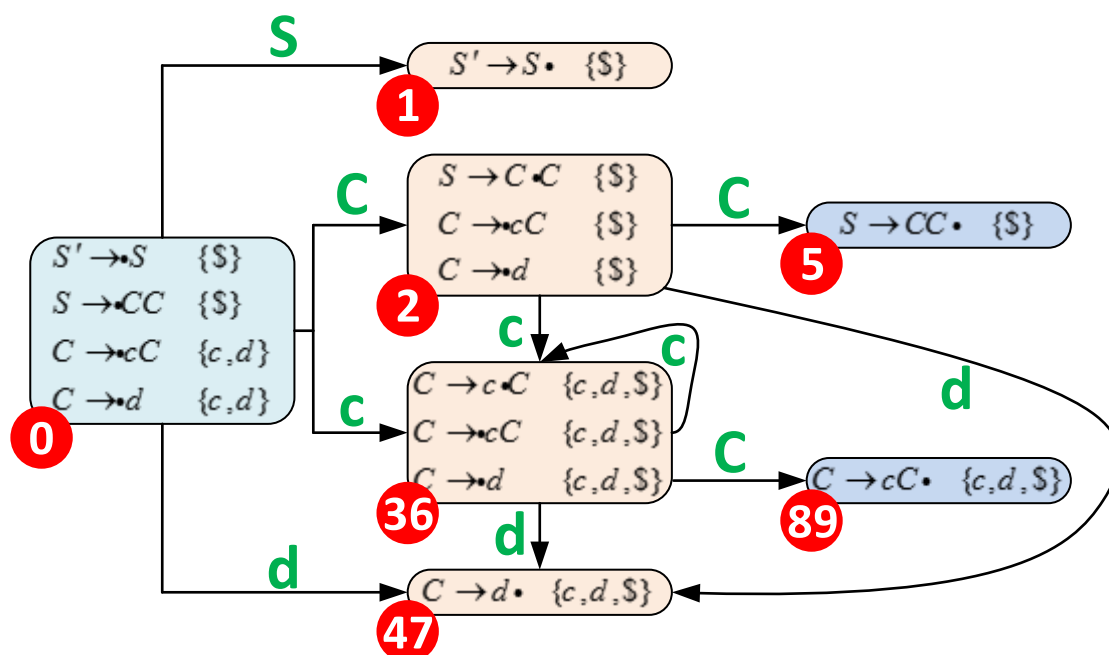 S
S' → S• {$}
1
C
S → C•C {$}
C → •cC {$}
C → •d {$}
2
C
S → CC• {$}
5
S' → •S {$}
S → •CC {$}
C → •cC {c,d}
C → •d {c,d}
0
c
c
c
C → c•C {c,d,$}
C → •cC {c,d,$}
C → •d {c,d,$}
36
d
C
C → cC• {c,d,$}
89
d
d
C → d• {c,d,$}
47